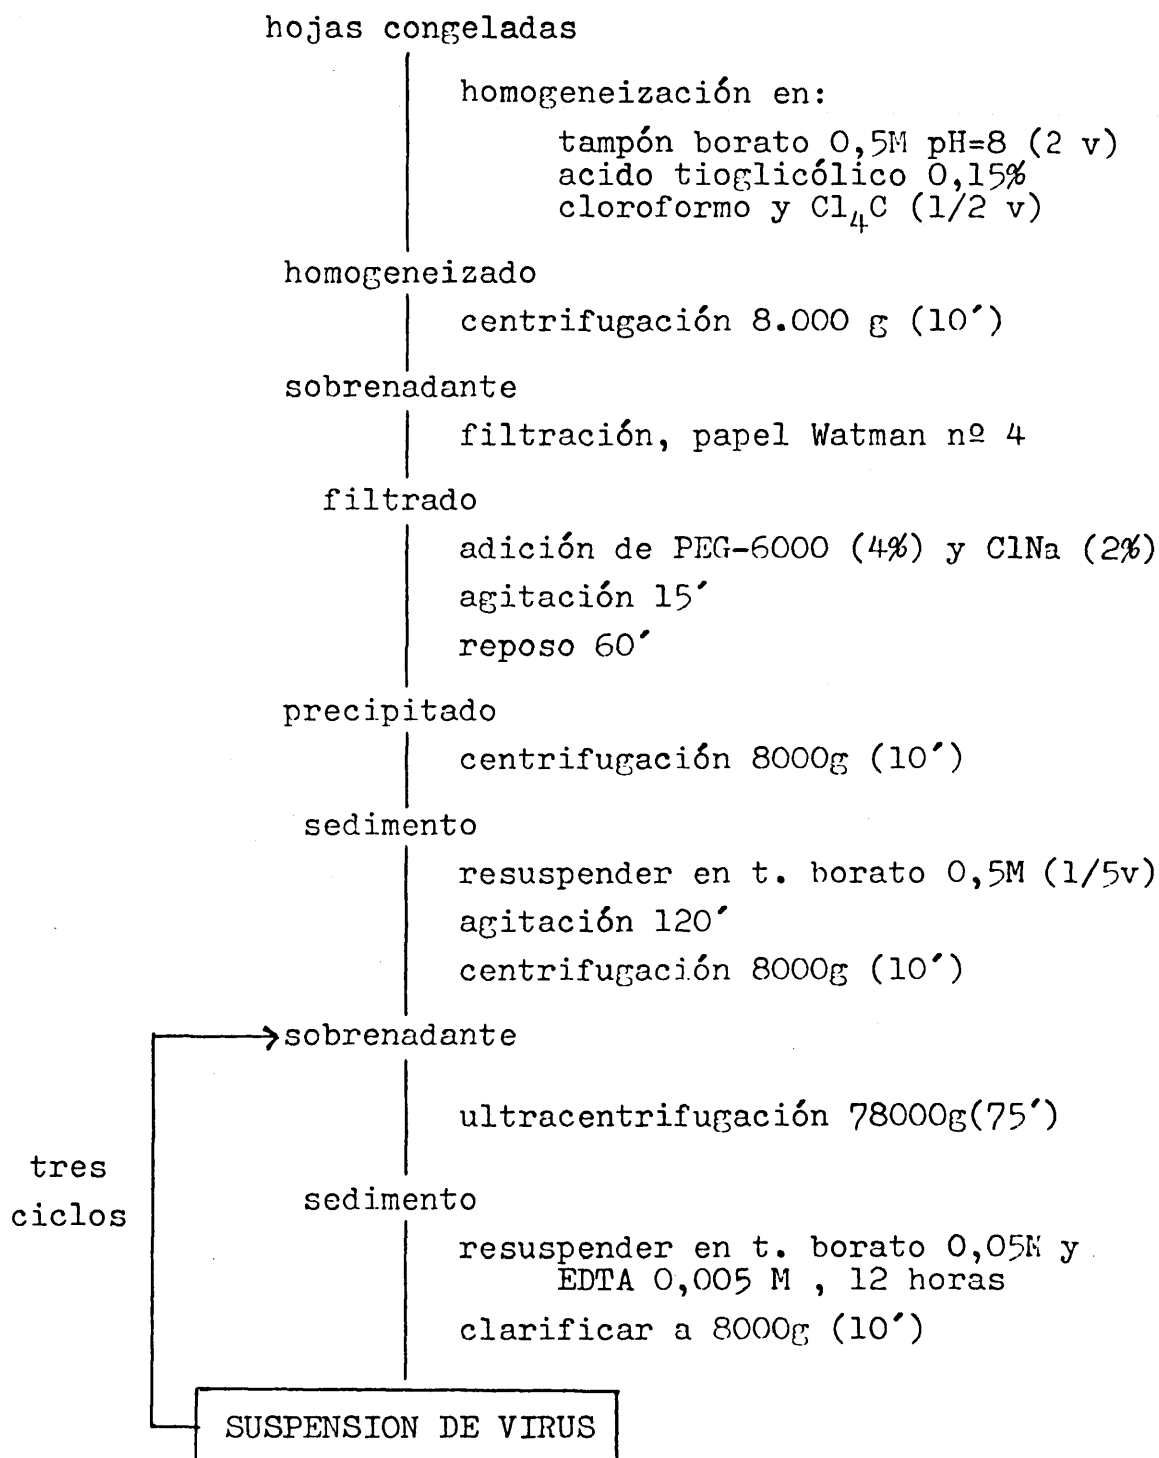 hojas congeladas
homogeneización en:
tampón borato 0,5M pH=8 (2 v)
acido tioglicólico 0,15%
cloroformo y Cl₄C (1/2 v)
homogeneizado
centrifugación 8.000 g (10´)
sobrenadante
filtración, papel Watman nº 4
filtrado
adición de PEG-6000 (4%) y ClNa (2%)
agitación 15´
reposo 60´
precipitado
centrifugación 8000g (10´)
sedimento
resuspender en t. borato 0,5M (1/5v)
agitación 120´
centrifugación 8000g (10´)
sobrenadante
ultracentrifugación 78000g(75´)
tres
ciclos
sedimento
resuspender en t. borato 0,05M y
EDTA 0,005 M , 12 horas
clarificar a 8000g (10´)
SUSPENSION DE VIRUS